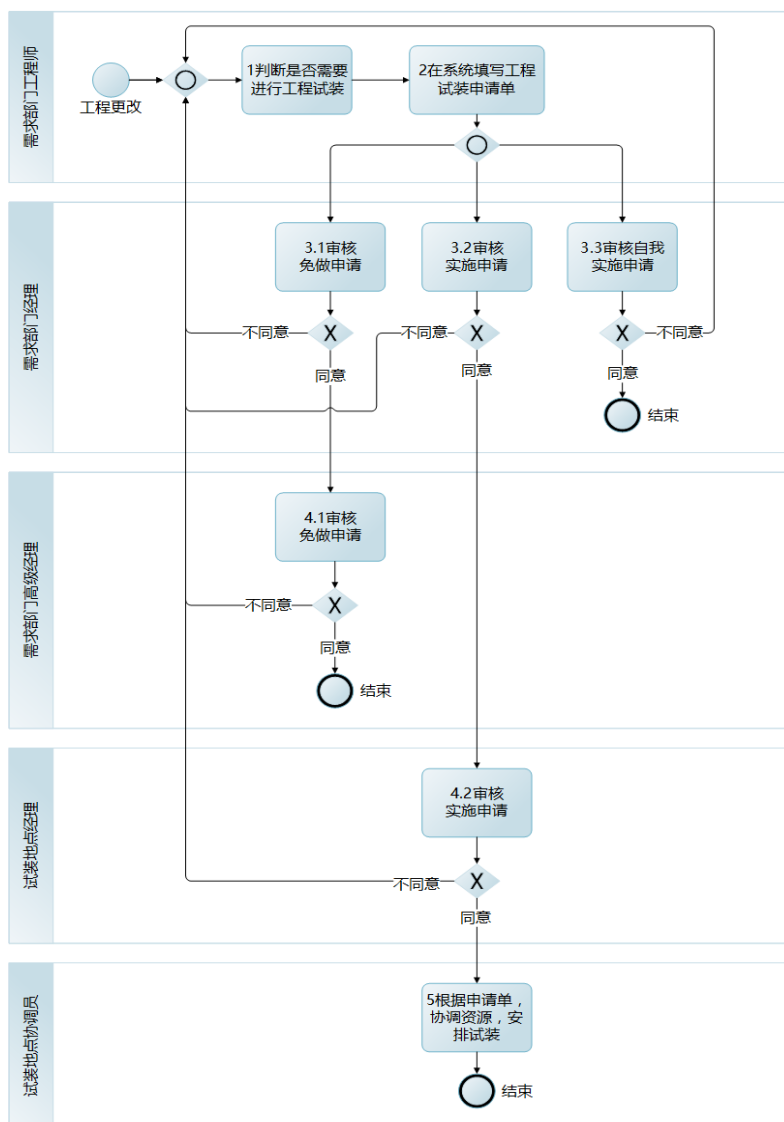 需求部门工程师
工程更改
1判断是否需要
进行工程试装
2在系统填写工程
试装申请单
需求部门经理
3.1审核
免做申请
3.2审核
实施申请
3.3审核自我
实施申请
X
X
X
不同意
不同意
不同意
同意
同意
同意
结束
需求部门高级经理
4.1审核
免做申请
X
不同意
同意
结束
试装地点经理
4.2审核
实施申请
X
不同意
同意
试装地点协调员
5根据申请单，
协调资源，安
排试装
结束